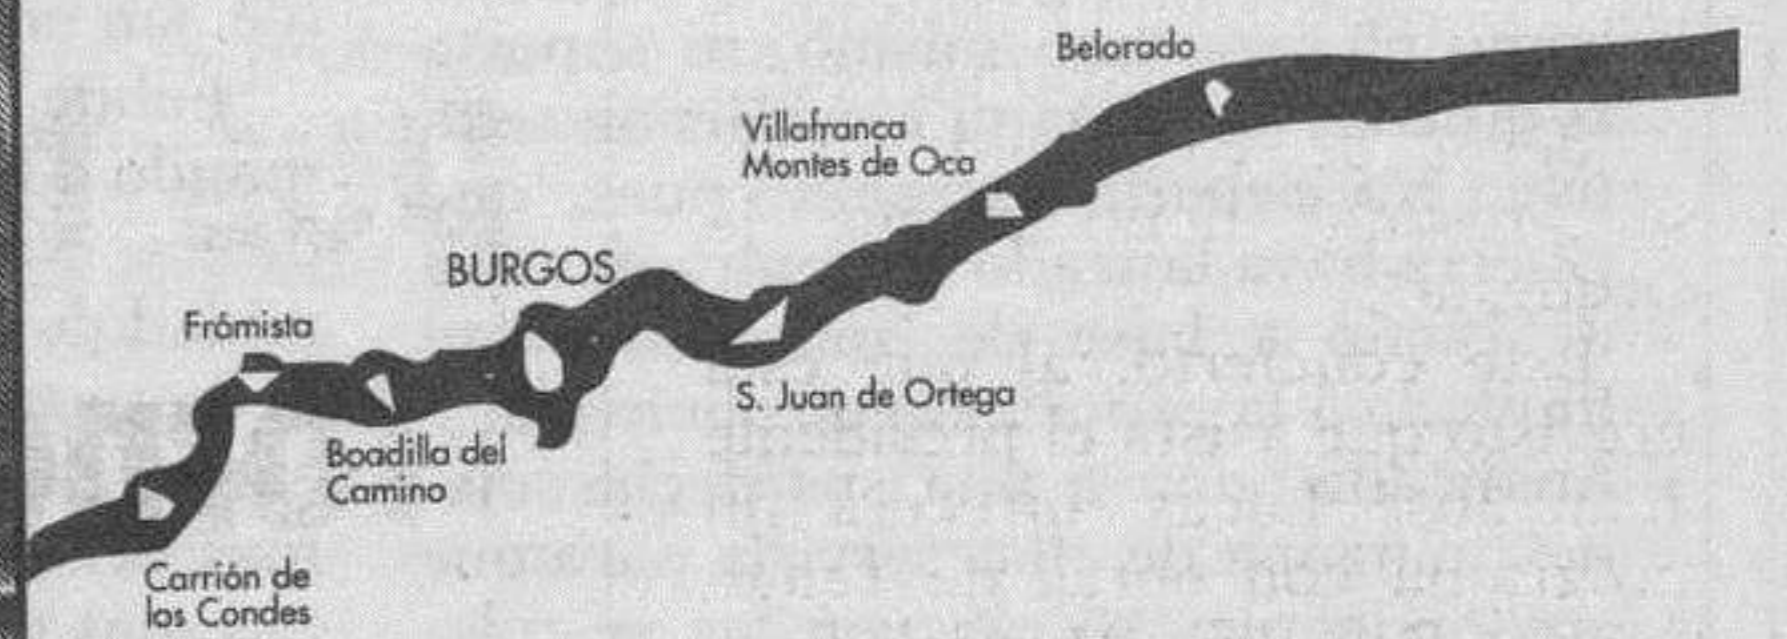 Belorado
Villafranca
Montes de Oca
BURGOS
Frómista
S. Juan de Ortega
Boadilla del
Camino
Carrión de
los Condes